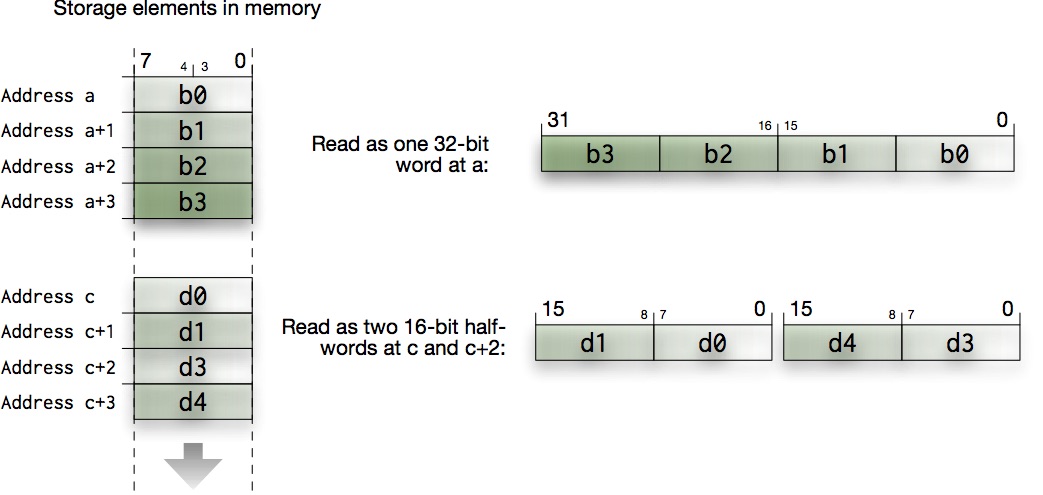 Storage elements in memory
7 4 3 0
Address a b0
Address a+1 b1
Address a+2 b2
Address a+3 b3
Read as one 32-bit
word at a:
31 16 15 0
b3 b2 b1 b0
Address c d0
Address c+1 d1
Address c+2 d3
Address c+3 d4
Read as two 16-bit half-
words at c and c+2:
15 8 7 0 15 8 7 0
d1 d0 d4 d3